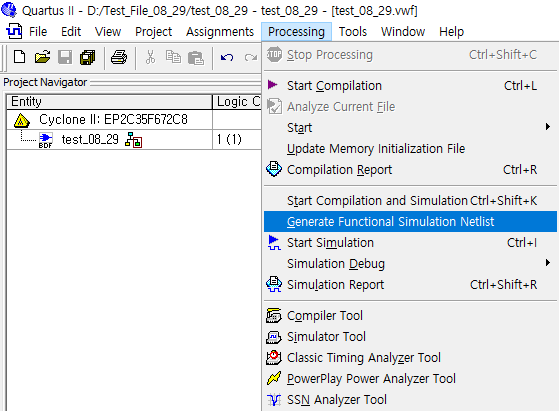 Quartus II - D:/Test_File_08_29/test_08_29 - test_08_29 - [test_08_29.vwf]
File Edit View Project Assignments Processing Tools Window Help
Stop Processing Ctrl+Shift+C
Project Navigator
Entity Logic C
Cyclone II: EP2C35F672C8
BDF test_08_29 1 (1)
Start Compilation Ctrl+L
Analyze Current File
Start
Update Memory Initialization File
Compilation Report Ctrl+R
Start Compilation and Simulation Ctrl+Shift+K
Generate Functional Simulation Netlist
Start Simulation Ctrl+I
Simulation Debug
Simulation Report Ctrl+Shift+R
Compiler Tool
Simulator Tool
Classic Timing Analyzer Tool
PowerPlay Power Analyzer Tool
SSN Analyzer Tool